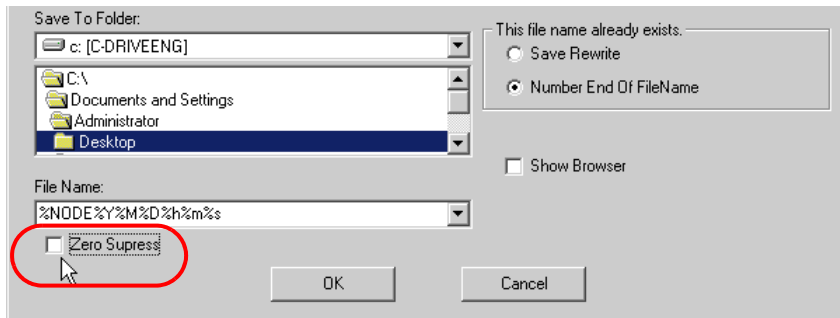 Save To Folder:
c: [C-DRIVEENG]
C:\
Documents and Settings
Administrator
Desktop
File Name:
%NODE%Y%M%D%h%m%s
Zero Supress
This file name already exists.
Save Rewrite
Number End Of FileName
Show Browser
OK
Cancel